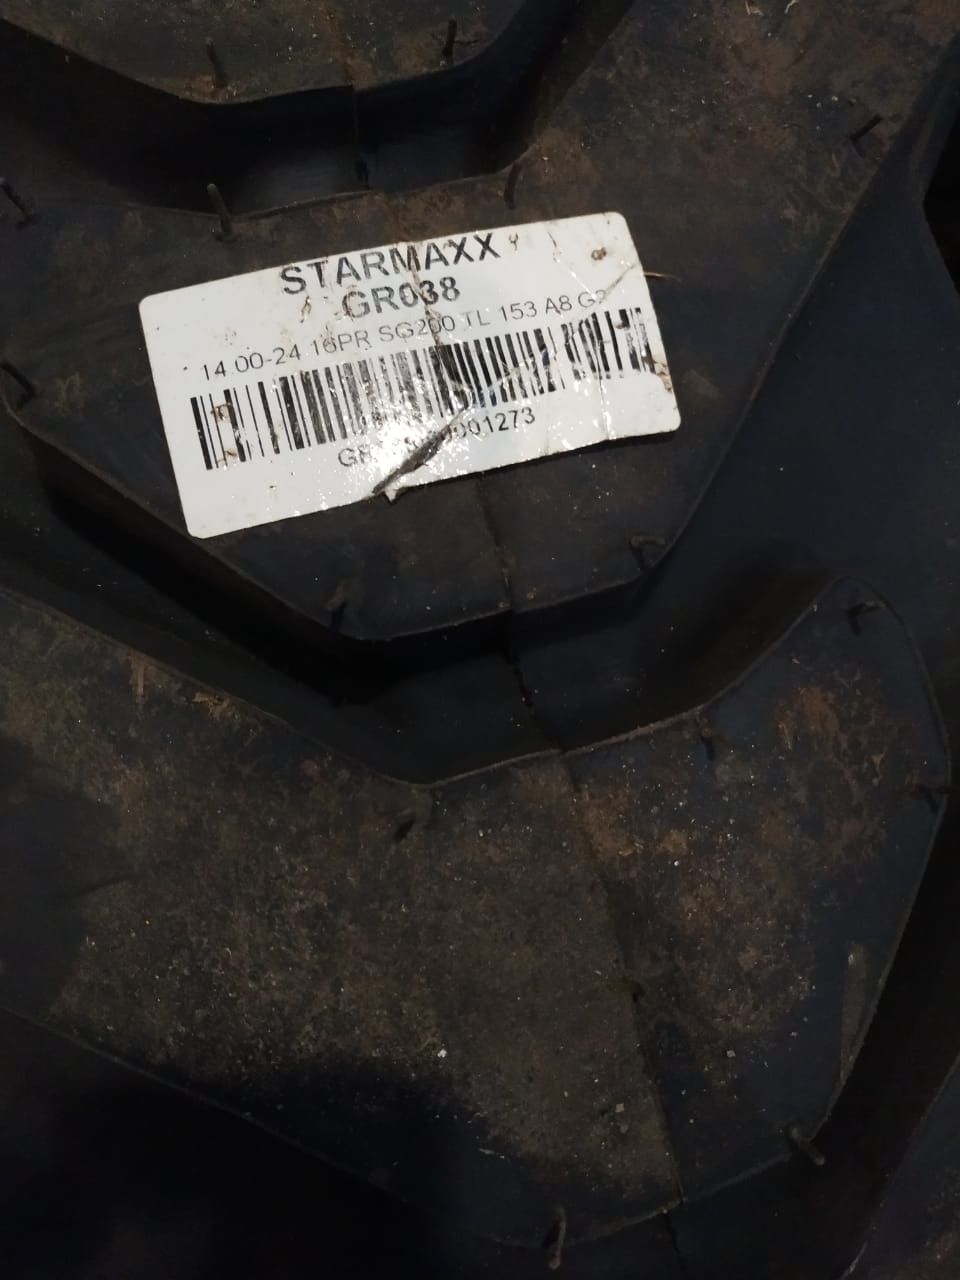 STARMAXX
GR038
14.00-24 16PR SG200 TL 153 A8 G2